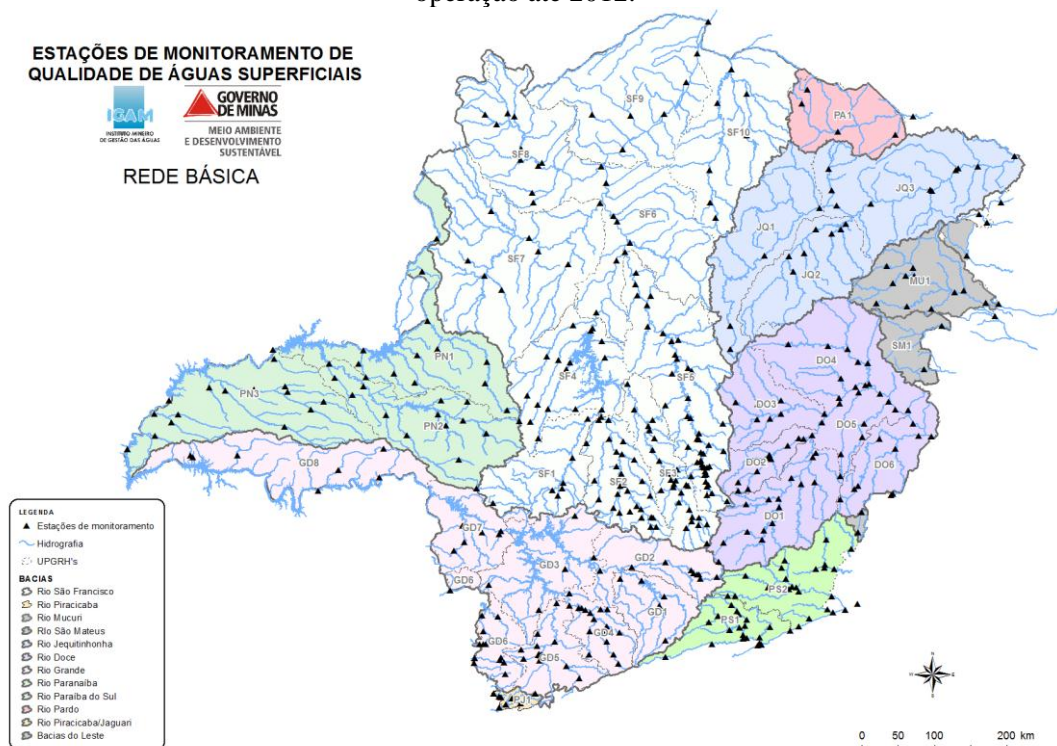 operação até 2012.
ESTAÇÕES DE MONITORAMENTO DE
QUALIDADE DE ÁGUAS SUPERFICIAIS
IGAM
INSTITUTO MINEIRO
DE GESTÃO DAS ÁGUAS
GOVERNO
DE MINAS
MEIO AMBIENTE
E DESENVOLVIMENTO
SUSTENTÁVEL
REDE BÁSICA
SF9
SF10
PA1
SF8
JQ3
SF6
JQ1
SF7
JQ2
MU1
SM1
PN1
DO4
PN3
SF4
SF5
DO3
PN2
DO5
GD8
SF1
SF2
SF3
DO2
DO6
DO1
GD7
GD3
GD2
GD6
PS2
GD1
PS1
GD4
GD6
GD5
PJ1
LEGENDA
Estações de monitoramento
Hidrografia
UPGRH's
BACIAS
Rio São Francisco
Rio Piracicaba
Rio Mucuri
Rio São Mateus
Rio Jequitinhonha
Rio Doce
Rio Grande
Rio Paranaíba
Rio Paraíba do Sul
Rio Pardo
Rio Piracicaba/Jaguari
Bacias do Leste
N
S
0 50 100 200 km